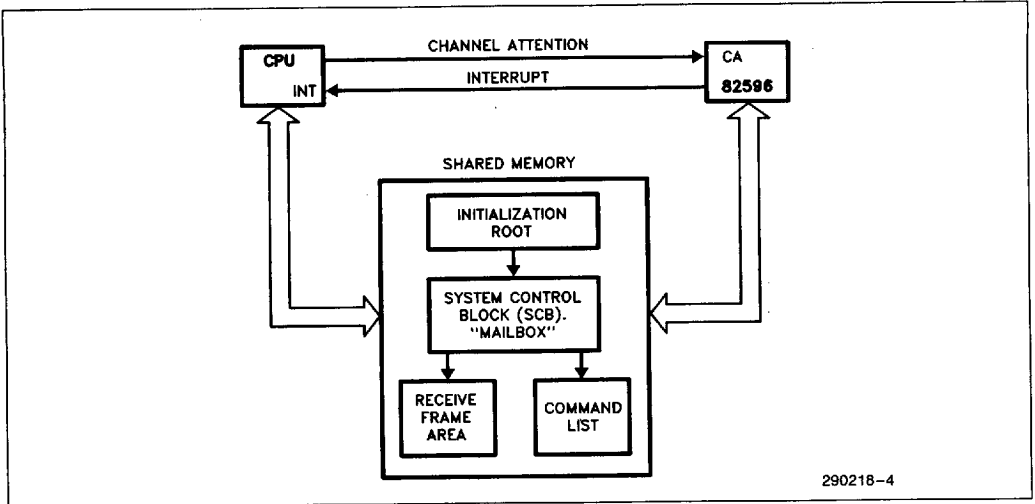 CPU
INT
CHANNEL ATTENTION
INTERRUPT
CA
82596
SHARED MEMORY
INITIALIZATION
ROOT
SYSTEM CONTROL
BLOCK (SCB).
"MAILBOX"
RECEIVE
FRAME
AREA
COMMAND
LIST
290218-4